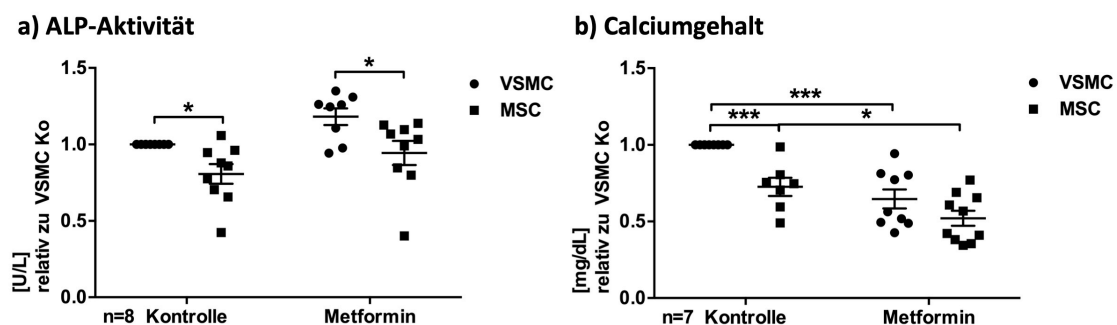 a) ALP-Aktivität
[U/L]
relativ zu VSMC Ko
1.5
1.0
0.5
0.0
*
*
VSMC
MSC
n=8 Kontrolle
Metformin
b) Calciumgehalt
[mg/dL]
relativ zu VSMC Ko
1.5
1.0
0.5
0.0
***
***
*
VSMC
MSC
n=7 Kontrolle
Metformin